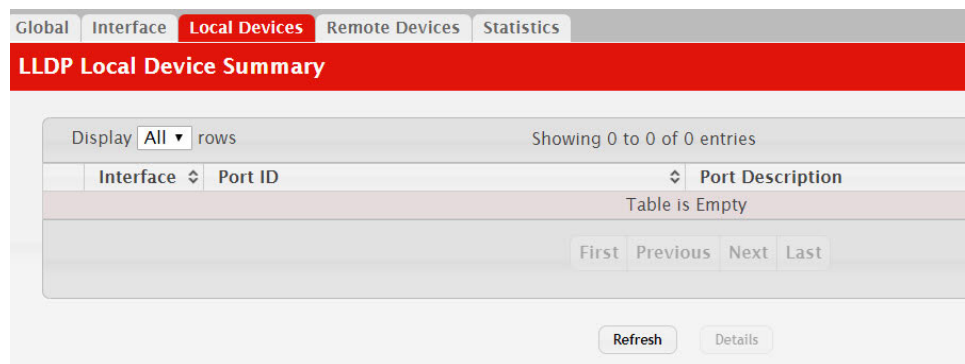 Global Interface Local Devices Remote Devices Statistics
LLDP Local Device Summary
Display All rows Showing 0 to 0 of 0 entries
Interface Port ID Port Description
Table is Empty
First Previous Next Last
Refresh Details